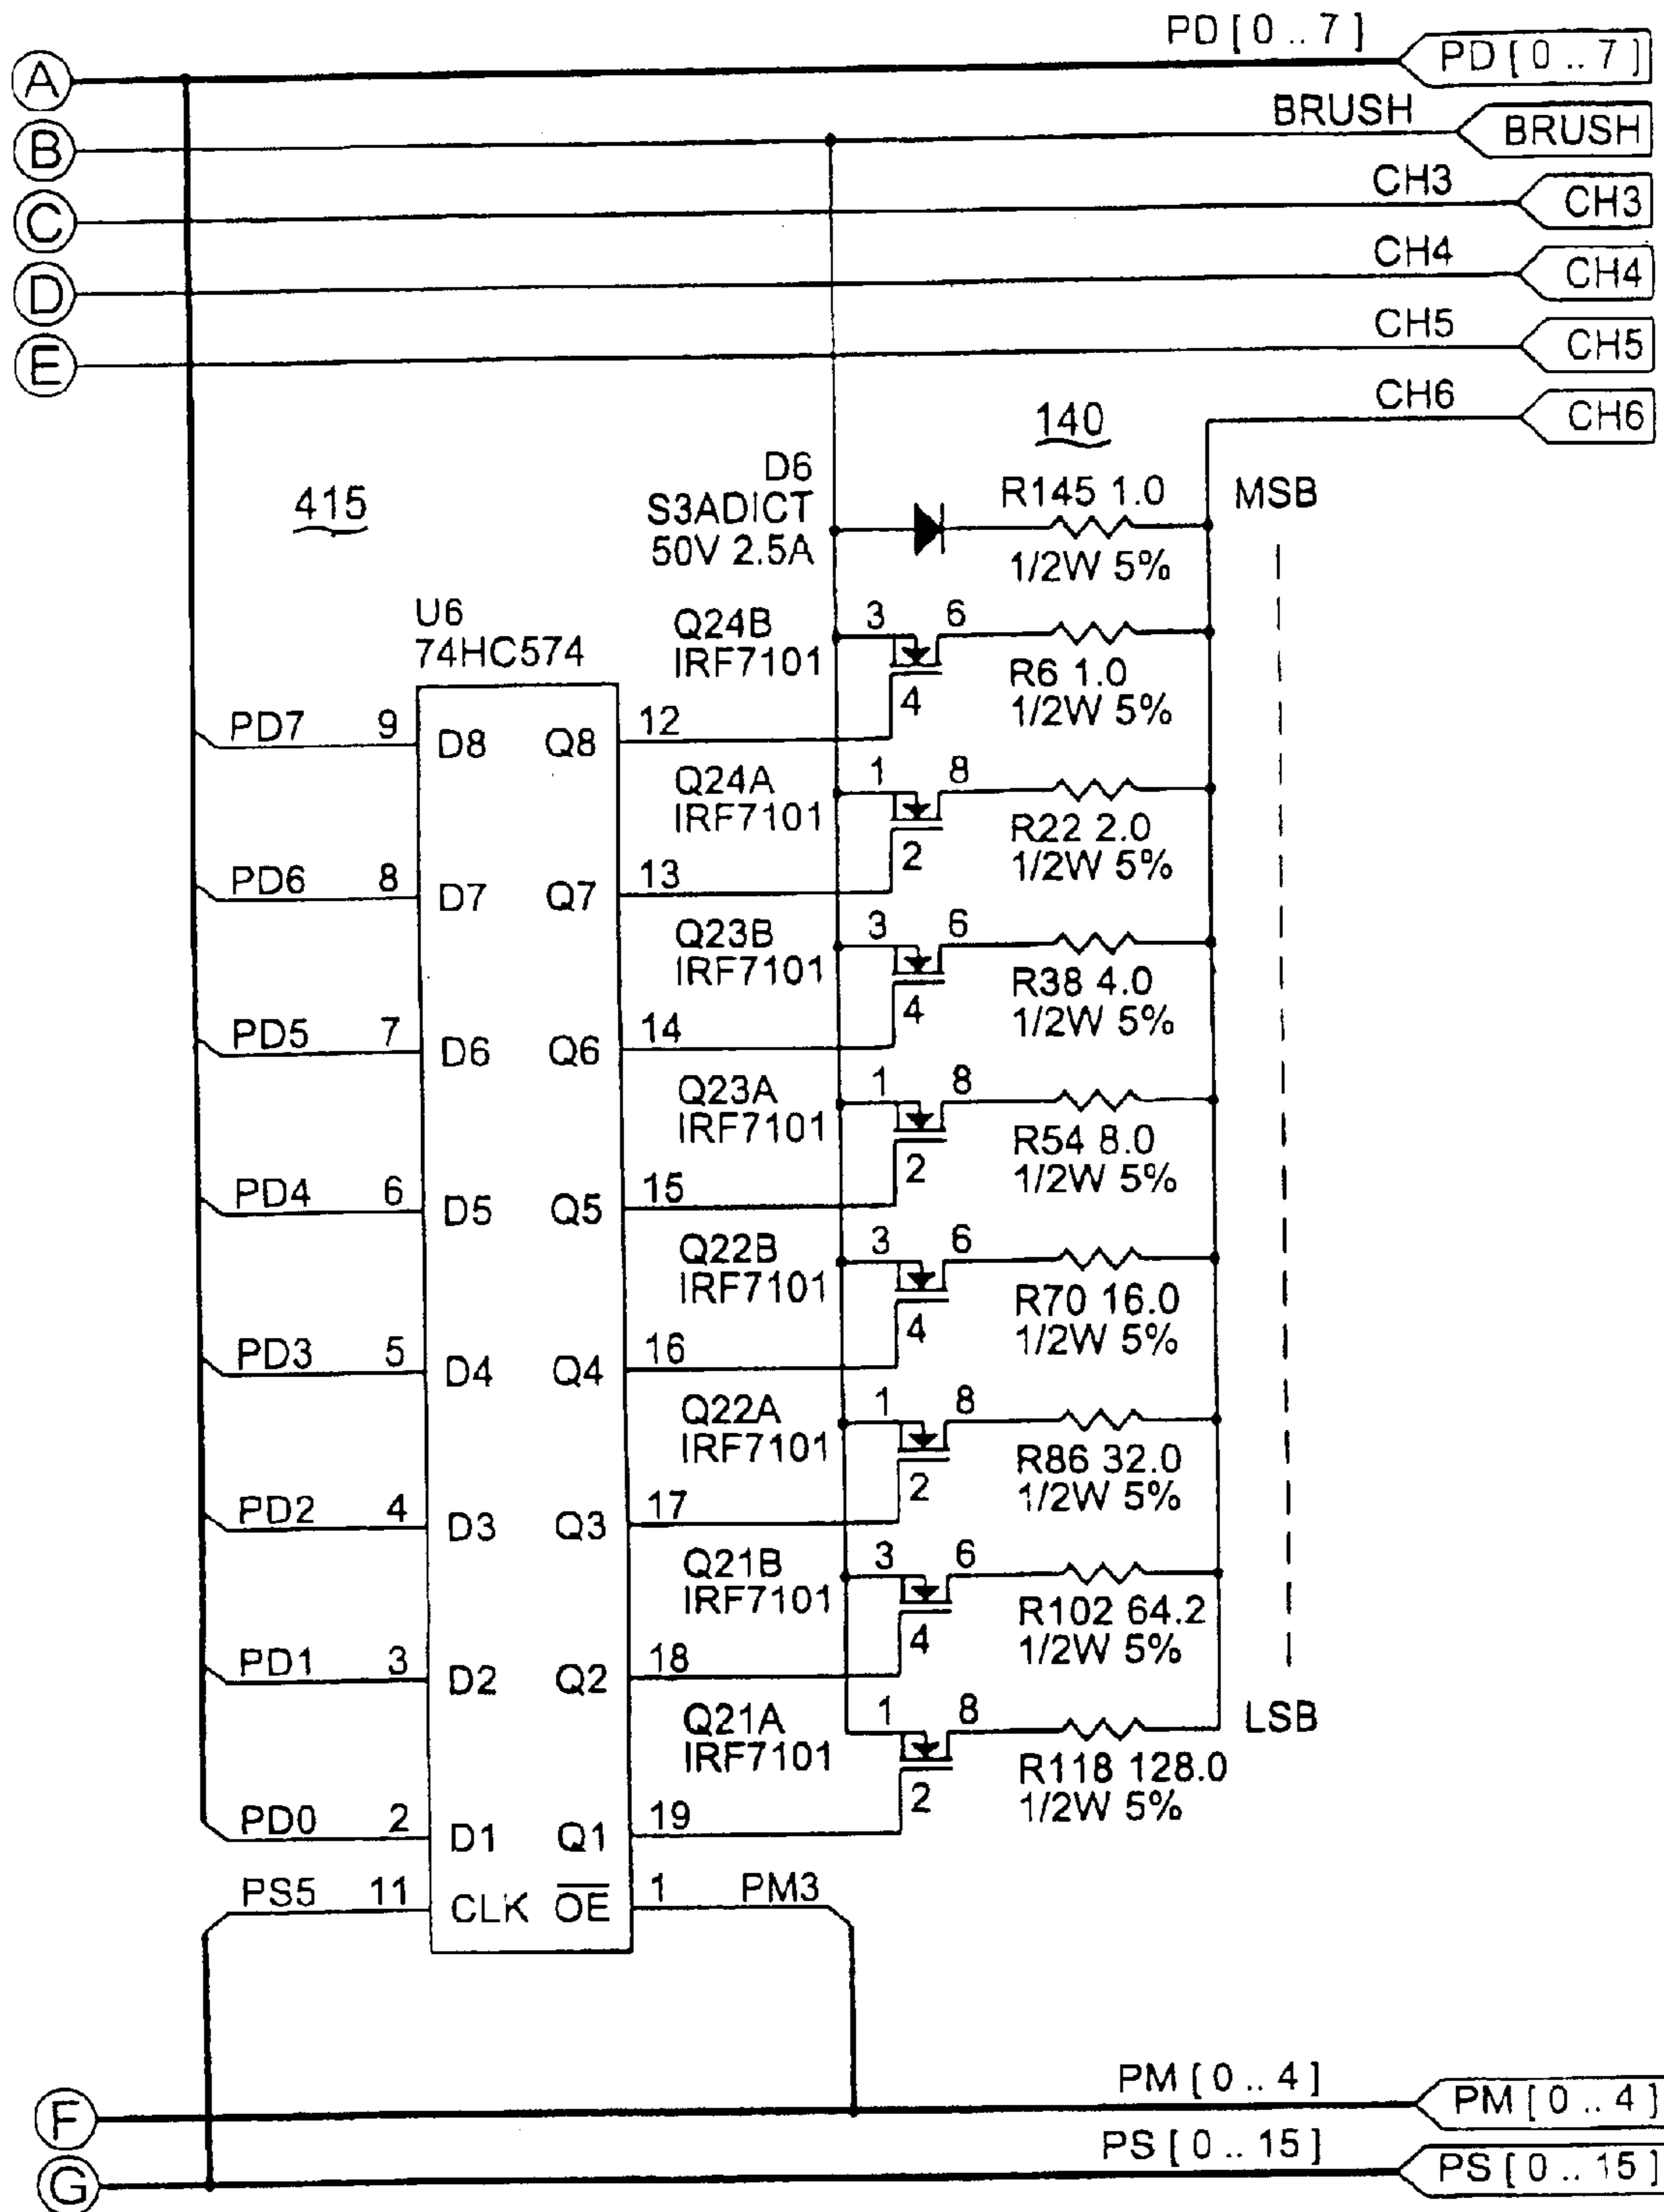 PD [ 0 .. 7 ]
A
PD [ 0 .. 7 ]
BRUSH
B
BRUSH
CH3
C
CH3
CH4
D
CH4
CH5
E
CH5
CH6
CH6
140
D6
S3ADICT
50V 2.5A
R145 1.0
1/2W 5%
MSB
415
U6
74HC574
Q24B
IRF7101
3
6
4
R6 1.0
1/2W 5%
PD7 9 D8 Q8 12
Q24A
IRF7101
1
8
2
R22 2.0
1/2W 5%
PD6 8 D7 Q7 13
Q23B
IRF7101
3
6
4
R38 4.0
1/2W 5%
PD5 7 D6 Q6 14
Q23A
IRF7101
1
8
2
R54 8.0
1/2W 5%
PD4 6 D5 Q5 15
Q22B
IRF7101
3
6
4
R70 16.0
1/2W 5%
PD3 5 D4 Q4 16
Q22A
IRF7101
1
8
2
R86 32.0
1/2W 5%
PD2 4 D3 Q3 17
Q21B
IRF7101
3
6
4
R102 64.2
1/2W 5%
PD1 3 D2 Q2 18
Q21A
IRF7101
1
8
2
LSB
R118 128.0
1/2W 5%
PD0 2 D1 Q1 19
PS5 11 CLK OE 1 PM3
PM [ 0 .. 4 ]
F
PM [ 0 .. 4 ]
PS [ 0 .. 15 ]
G
PS [ 0 .. 15 ]